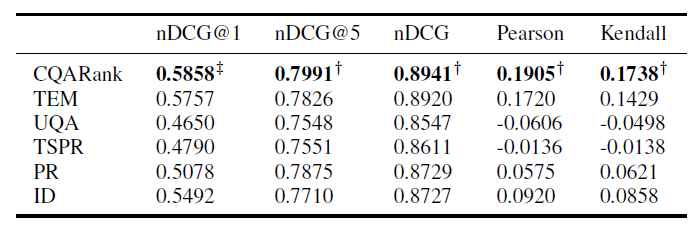 nDCG@1 nDCG@5 nDCG Pearson Kendall
CQARank 0.5858‡ 0.7991† 0.8941† 0.1905† 0.1738†
TEM 0.5757 0.7826 0.8920 0.1720 0.1429
UQA 0.4650 0.7548 0.8547 -0.0606 -0.0498
TSPR 0.4790 0.7551 0.8611 -0.0136 -0.0138
PR 0.5078 0.7875 0.8729 0.0575 0.0621
ID 0.5492 0.7710 0.8727 0.0920 0.0858